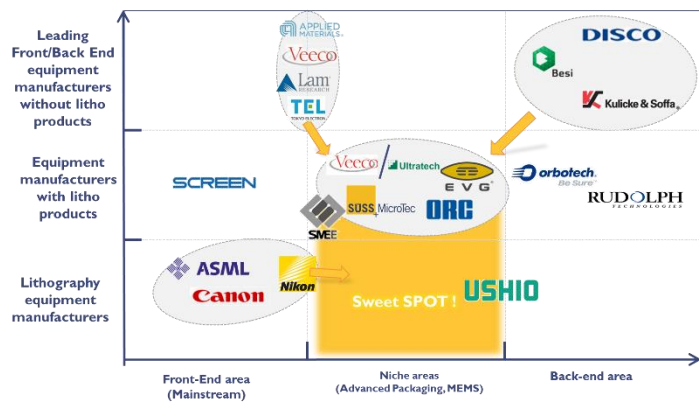 Leading
Front/Back End
equipment
manufacturers
without litho
products
APPLIED
MATERIALS
Veeco
Lam
RESEARCH
TEL
TOKYO ELECTRON
DISCO
Besi
Kulicke & Soffa
Equipment
manufacturers
with litho
products
SCREEN
Veeco
/
Ultratech
EVG
SUSS MicroTec
ORC
SMEE
orbotech
Be Sure™
RUDOLPH
TECHNOLOGIES
Lithography
equipment
manufacturers
ASML
Canon
Nikon
Sweet SPOT !
USHIO
Front-End area
(Mainstream)
Niche areas
(Advanced Packaging, MEMS)
Back-end area